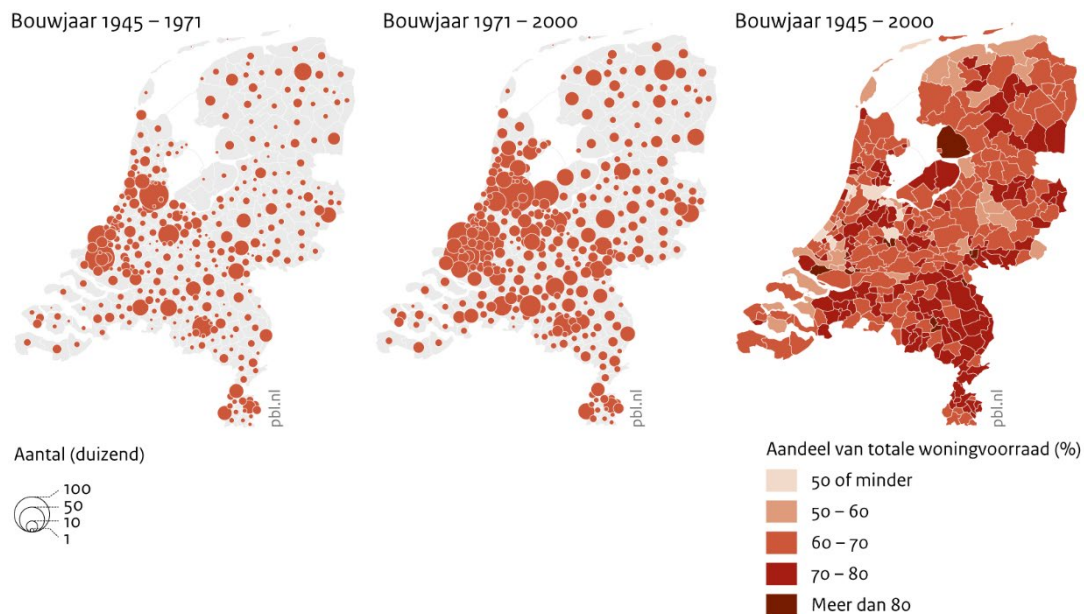 Bouwjaar 1945 – 1971
Bouwjaar 1971 – 2000
Bouwjaar 1945 – 2000
pbl.nl
pbl.nl
Aantal (duizend)
100
50
10
1
Aandeel van totale woningvoorraad (%)
50 of minder
50 – 60
60 – 70
70 – 80
Meer dan 80